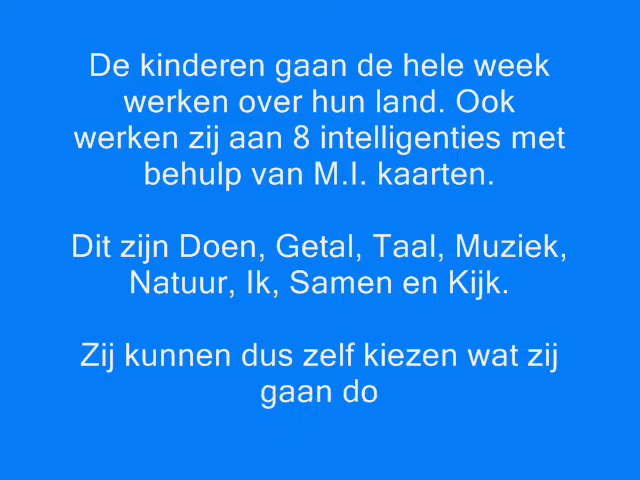 De kinderen gaan de hele week
werken over hun land. Ook
werken zij aan 8 intelligenties met
behulp van M.I. kaarten.
Dit zijn Doen, Getal, Taal, Muziek,
Natuur, Ik, Samen en Kijk.
Zij kunnen dus zelf kiezen wat zij
gaan do